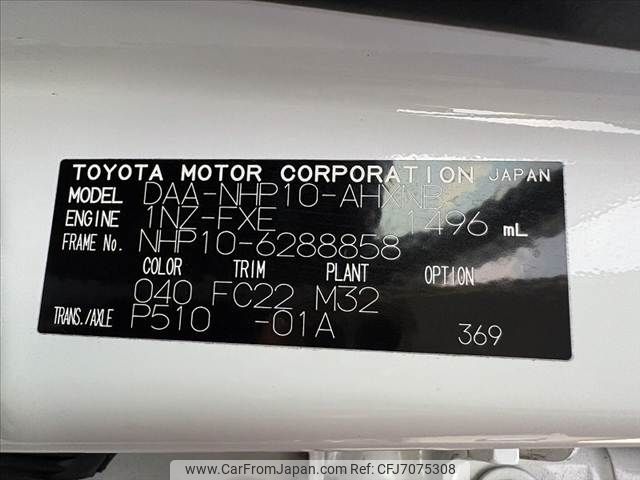 TOYOTA MOTOR CORPORATION JAPAN
MODEL DAA-NHP10-AHXNB
ENGINE 1NZ-FXE 1496 mL
FRAME No. NHP10-6288858
COLOR TRIM PLANT OPTION
040 FC22 M32
TRANS./AXLE P510 -01A
369
www.CarFromJapan.com | CFJ7075308